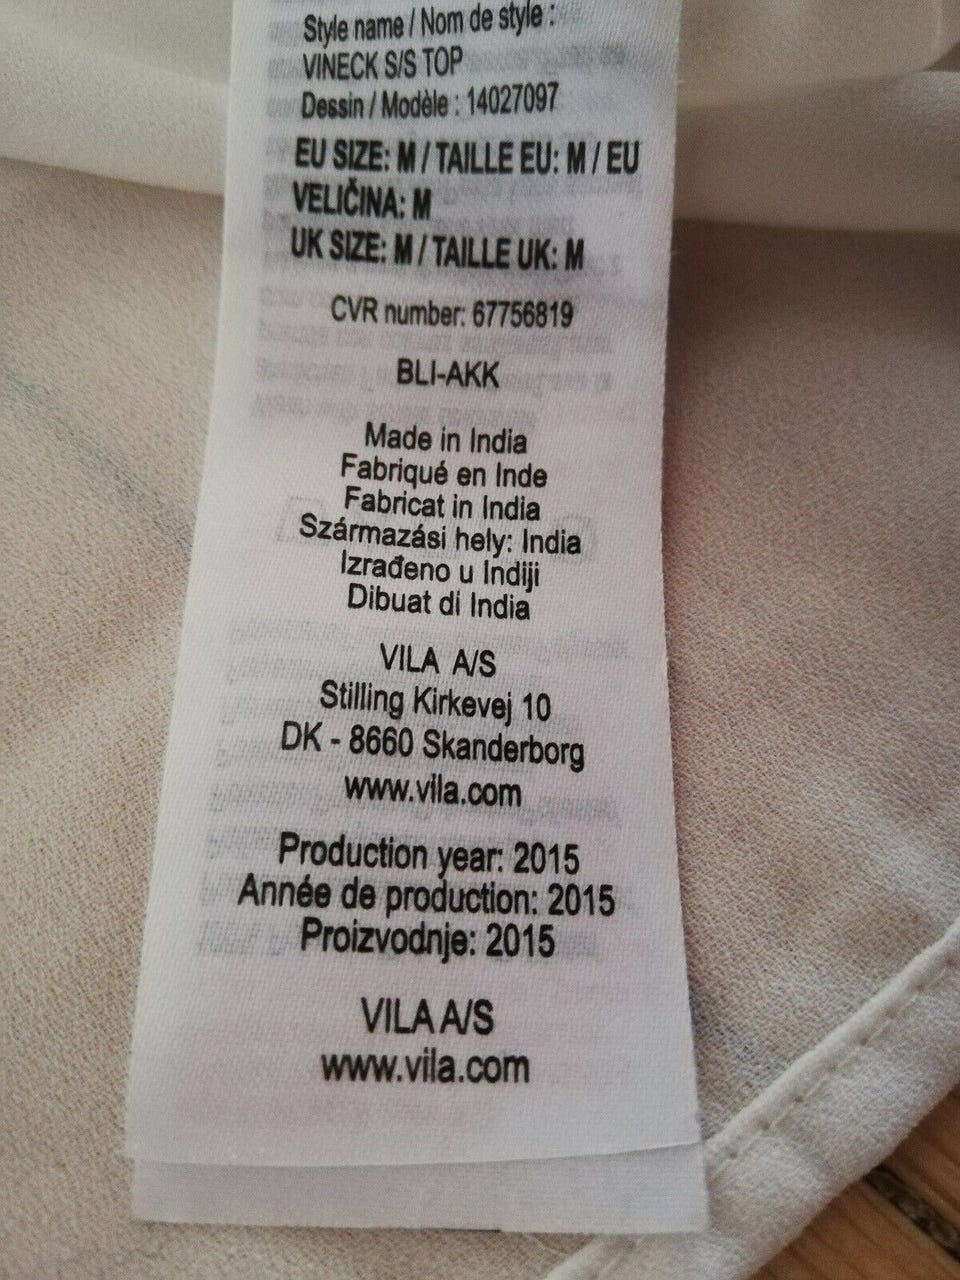 Style name / Nom de style :
VINECK S/S TOP
Dessin / Modèle : 14027097
EU SIZE: M / TAILLE EU: M / EU
VELIČINA: M
UK SIZE: M / TAILLE UK: M
CVR number: 67756819
BLI-AKK
Made in India
Fabriqué en Inde
Fabricat in India
Származási hely: India
Izrađeno u Indiji
Dibuat di India
VILA A/S
Stilling Kirkevej 10
DK - 8660 Skanderborg
www.vila.com
Production year: 2015
Année de production: 2015
Proizvodnje: 2015
VILA A/S
www.vila.com